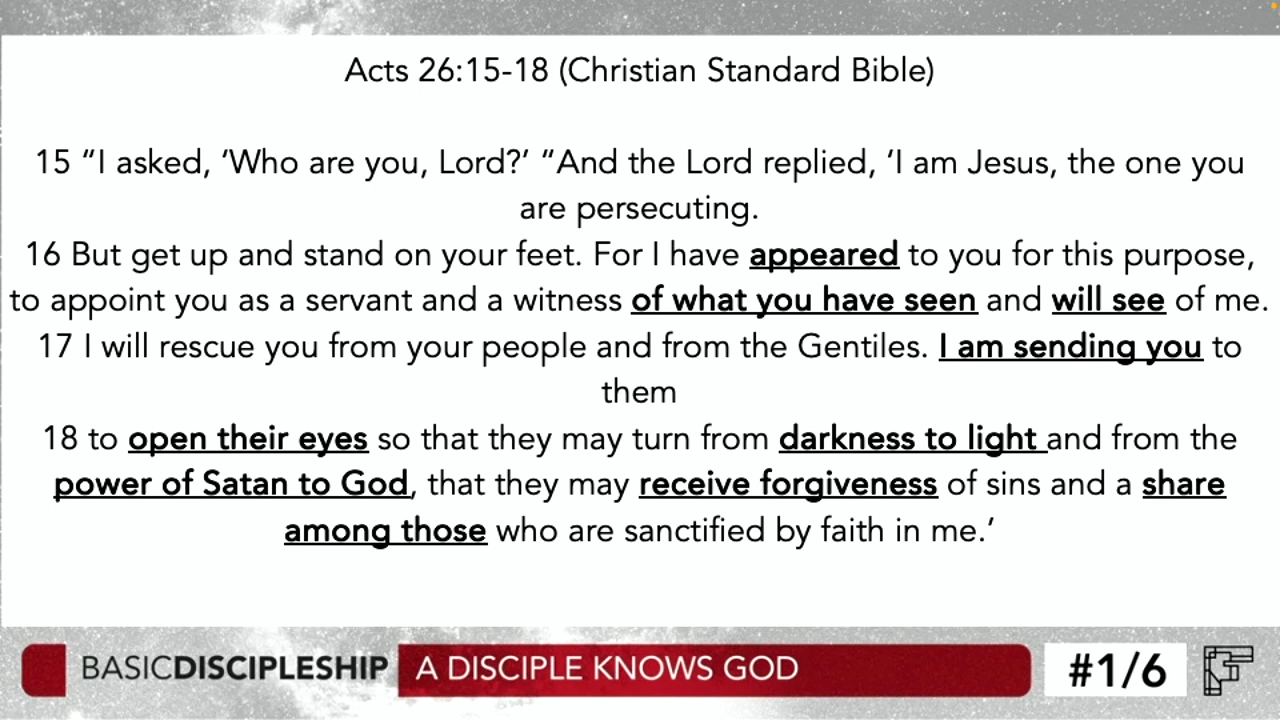 Acts 26:15-18 (Christian Standard Bible)
15 “I asked, ‘Who are you, Lord?’ “And the Lord replied, ‘I am Jesus, the one you
are persecuting.
16 But get up and stand on your feet. For I have appeared to you for this purpose,
to appoint you as a servant and a witness of what you have seen and will see of me.
17 I will rescue you from your people and from the Gentiles. I am sending you to
them
18 to open their eyes so that they may turn from darkness to light and from the
power of Satan to God, that they may receive forgiveness of sins and a share
among those who are sanctified by faith in me.’
BASICDISCIPLESHIP A DISCIPLE KNOWS GOD #1/6